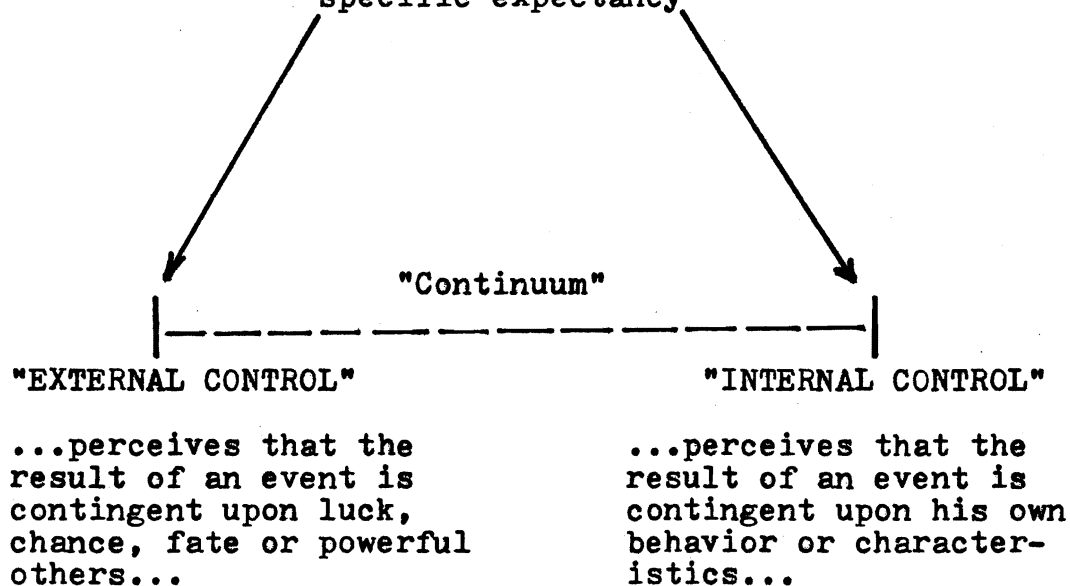 specific expectancy
"Continuum"
"EXTERNAL CONTROL"
"INTERNAL CONTROL"
...perceives that the
result of an event is
contingent upon luck,
chance, fate or powerful
others...
...perceives that the
result of an event is
contingent upon his own
behavior or character-
istics...